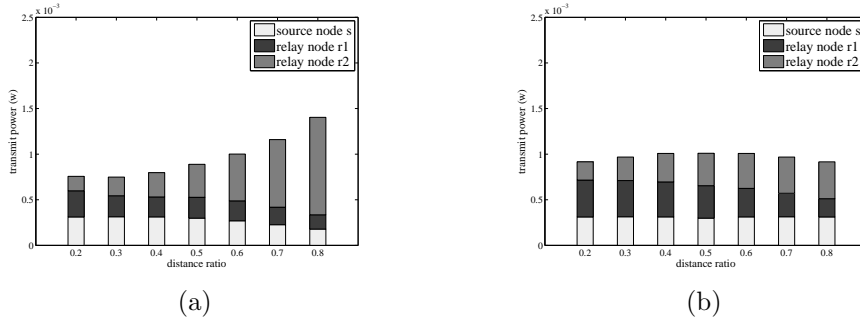 x 10⁻³
2.5
2
1.5
1
0.5
0
transmit power (w)
source node s
relay node r1
relay node r2
0.2 0.3 0.4 0.5 0.6 0.7 0.8
distance ratio
(a)
x 10⁻³
2.5
2
1.5
1
0.5
0
transmit power (w)
source node s
relay node r1
relay node r2
0.2 0.3 0.4 0.5 0.6 0.7 0.8
distance ratio
(b)